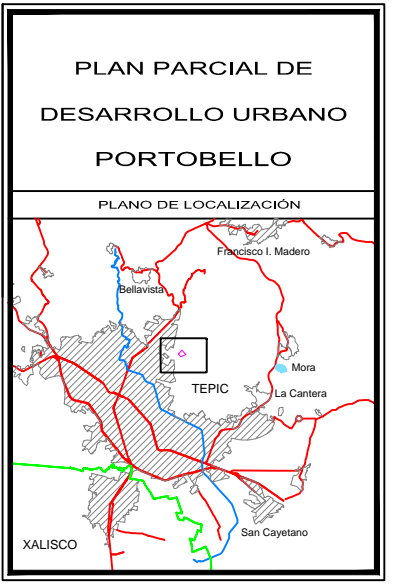 PLAN PARCIAL DE
DESARROLLO URBANO
PORTOBELLO
PLANO DE LOCALIZACIÓN
Francisco I. Madero
Bellavista
Mora
TEPIC
La Cantera
San Cayetano
XALISCO